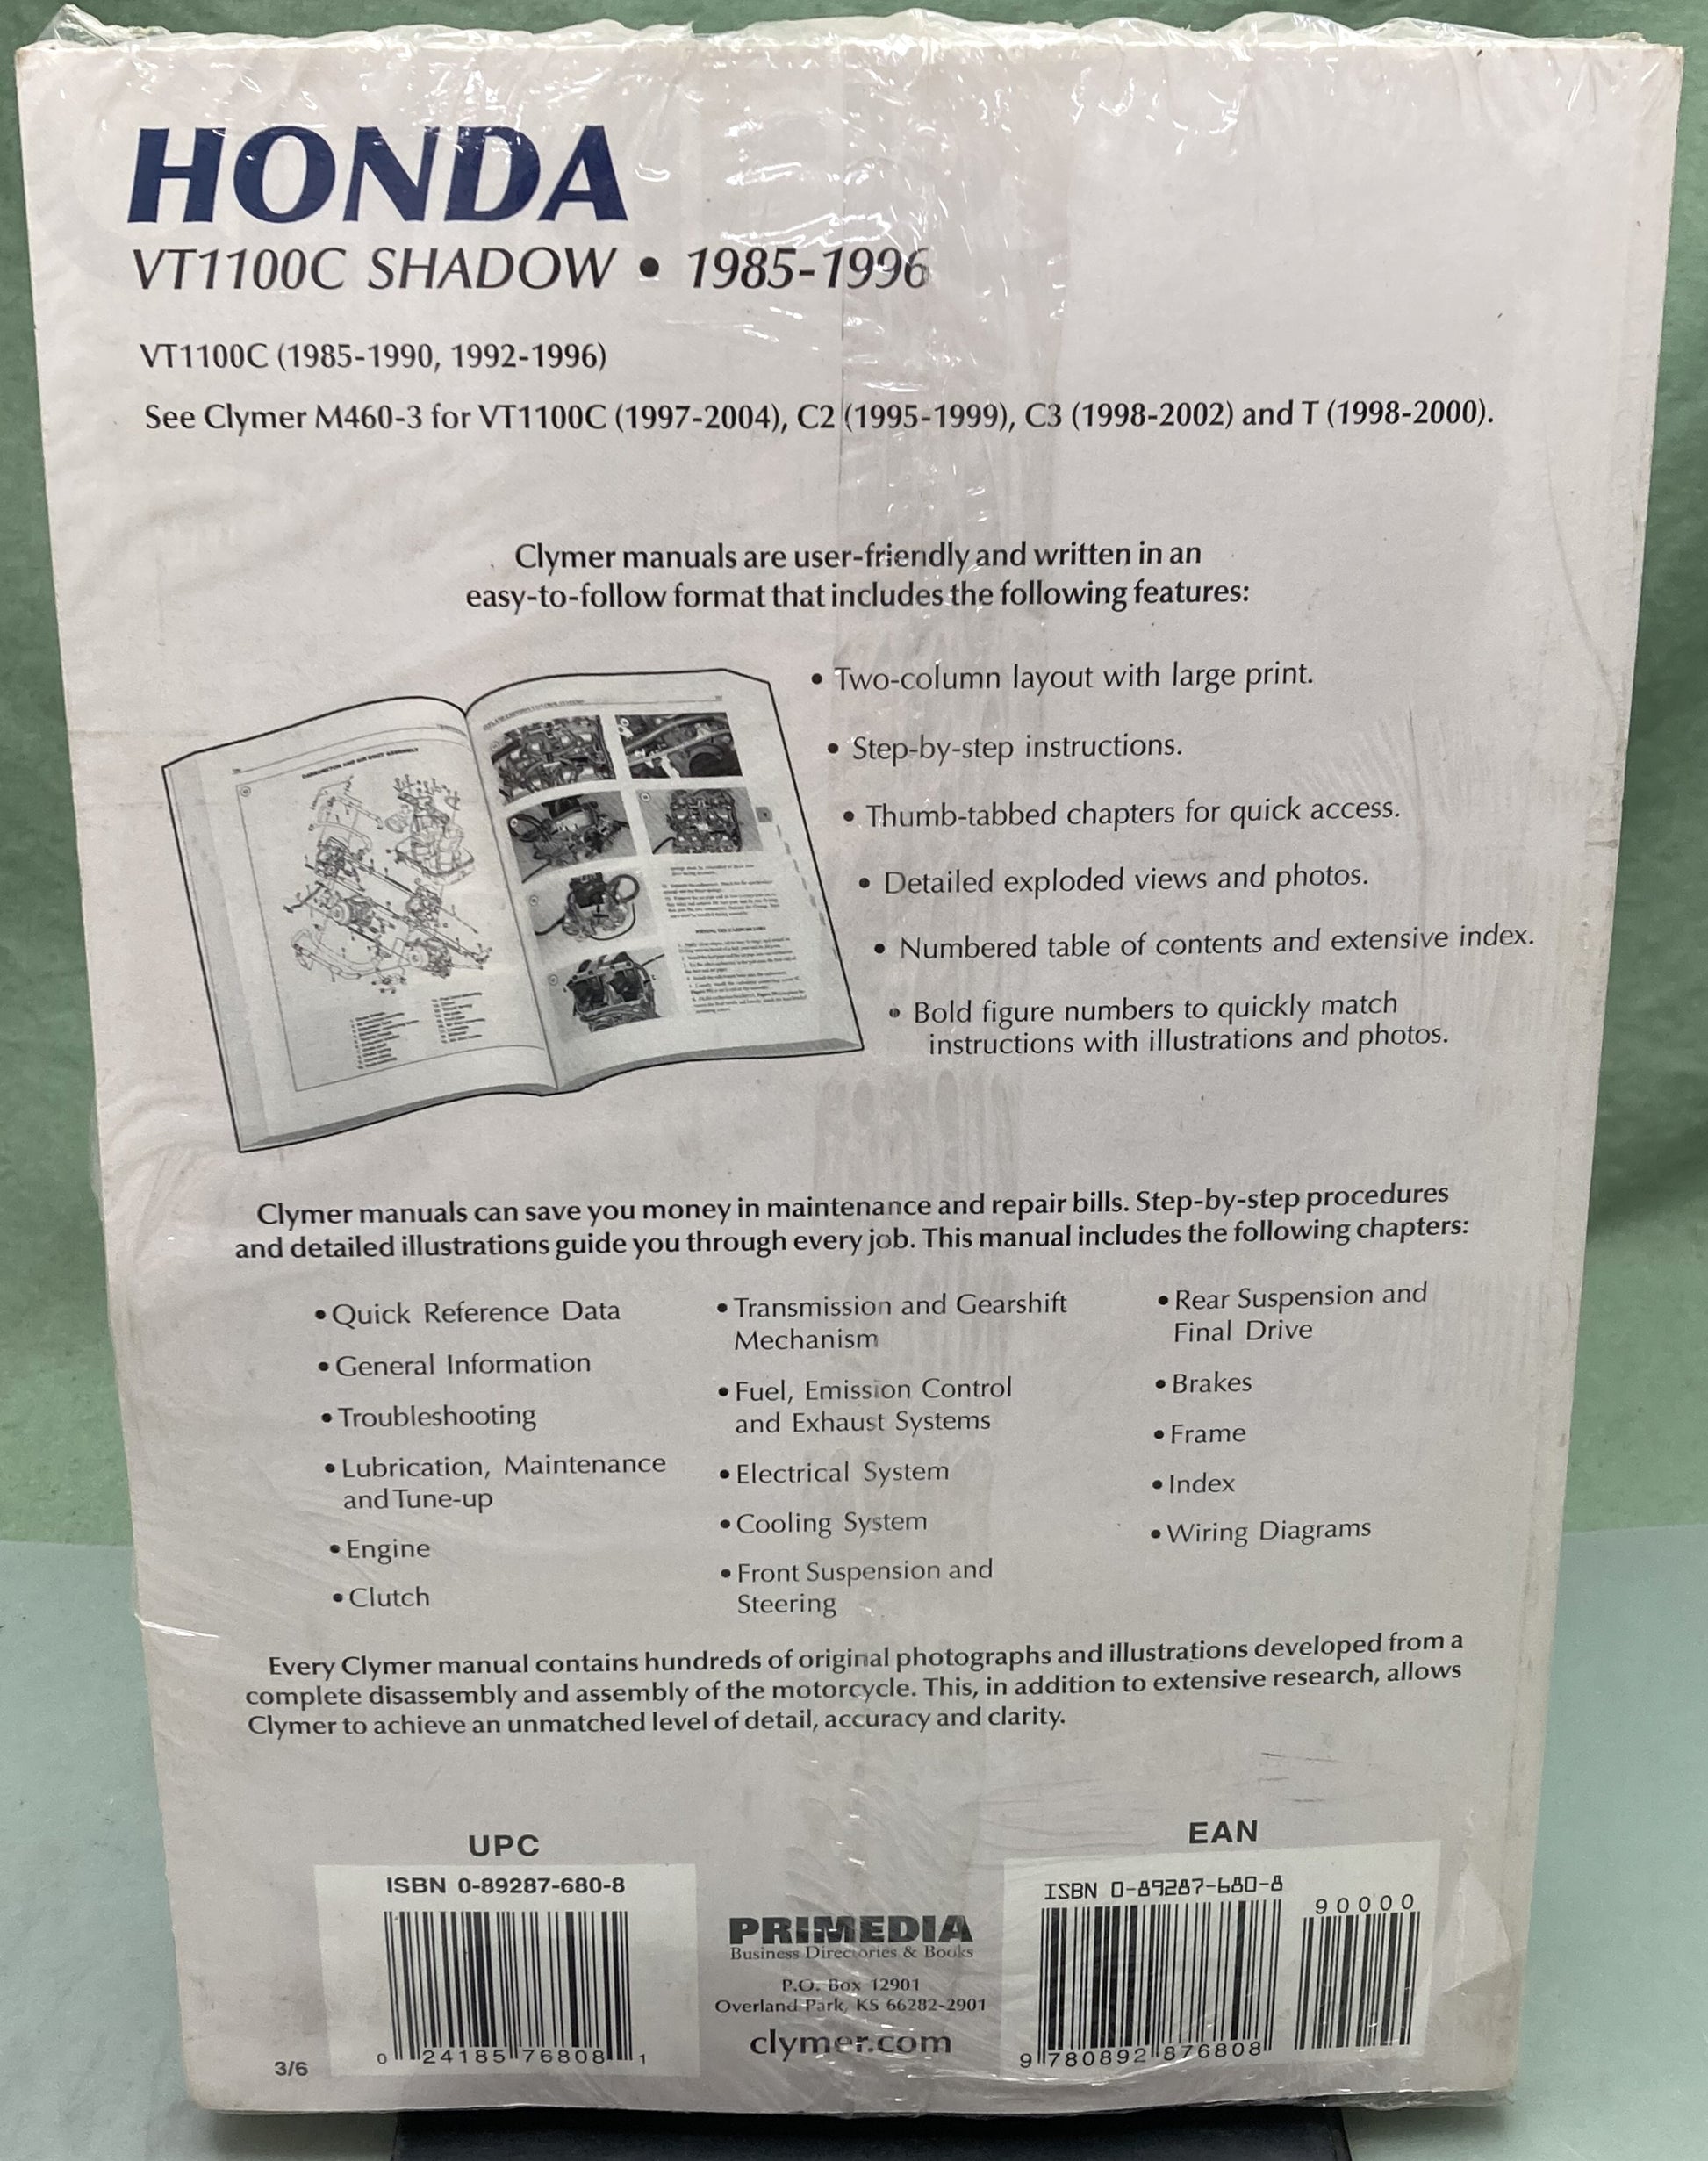 HONDA
VT1100C SHADOW • 1985-1996
VT1100C (1985-1990, 1992-1996)
See Clymer M460-3 for VT1100C (1997-2004), C2 (1995-1999), C3 (1998-2002) and T (1998-2000).
Clymer manuals are user-friendly and written in an
easy-to-follow format that includes the following features:
• Two-column layout with large print.
• Step-by-step instructions.
• Thumb-tabbed chapters for quick access.
• Detailed exploded views and photos.
• Numbered table of contents and extensive index.
• Bold figure numbers to quickly match
instructions with illustrations and photos.
CARBURETOR AND AIR DUCT ASSEMBLY
Clymer manuals can save you money in maintenance and repair bills. Step-by-step procedures
and detailed illustrations guide you through every job. This manual includes the following chapters:
• Quick Reference Data
• General Information
• Troubleshooting
• Lubrication, Maintenance
and Tune-up
• Engine
• Clutch
• Transmission and Gearshift
Mechanism
• Fuel, Emission Control
and Exhaust Systems
• Electrical System
• Cooling System
• Front Suspension and
Steering
• Rear Suspension and
Final Drive
• Brakes
• Frame
• Index
• Wiring Diagrams
Every Clymer manual contains hundreds of original photographs and illustrations developed from a
complete disassembly and assembly of the motorcycle. This, in addition to extensive research, allows
Clymer to achieve an unmatched level of detail, accuracy and clarity.
UPC
ISBN 0-89287-680-8
0 24185 76808 1
3/6
PRIMEDIA
Business Directories & Books
P.O. Box 12901
Overland Park, KS 66282-2901
clymer.com
EAN
ISBN 0-89287-680-8
90000
9 780892 876808